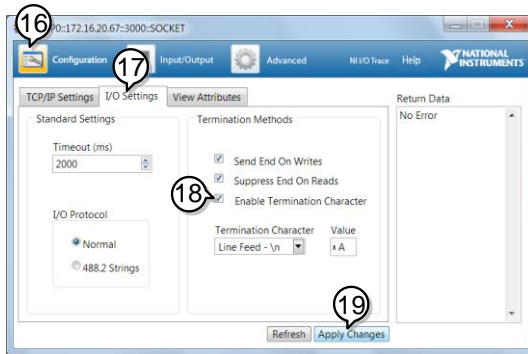 16
P0::172.16.20.67::3000::SOCKET
Configuration
17
Input/Output
Advanced
NI I/O Trace
Help
NATIONAL
INSTRUMENTS
TCP/IP Settings
I/O Settings
View Attributes
Return Data
Standard Settings
Termination Methods
No Error
Timeout (ms)
2000
Send End On Writes
Suppress End On Reads
18
Enable Termination Character
I/O Protocol
Termination Character
Value
Normal
Line Feed - \n
x A
488.2 Strings
19
Refresh
Apply Changes